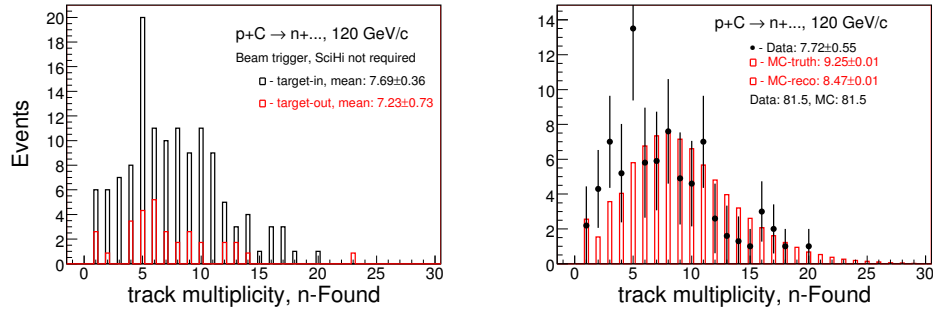 p+C → n+..., 120 GeV/c
Beam trigger, SciHi not required
- target-in, mean: 7.69±0.36
- target-out, mean: 7.23±0.73
Events
20
18
16
14
12
10
8
6
4
2
0
0 5 10 15 20 25 30
track multiplicity, n-Found
p+C → n+..., 120 GeV/c
- Data: 7.72±0.55
- MC-truth: 9.25±0.01
- MC-reco: 8.47±0.01
Data: 81.5, MC: 81.5
14
12
10
8
6
4
2
0
0 5 10 15 20 25 30
track multiplicity, n-Found